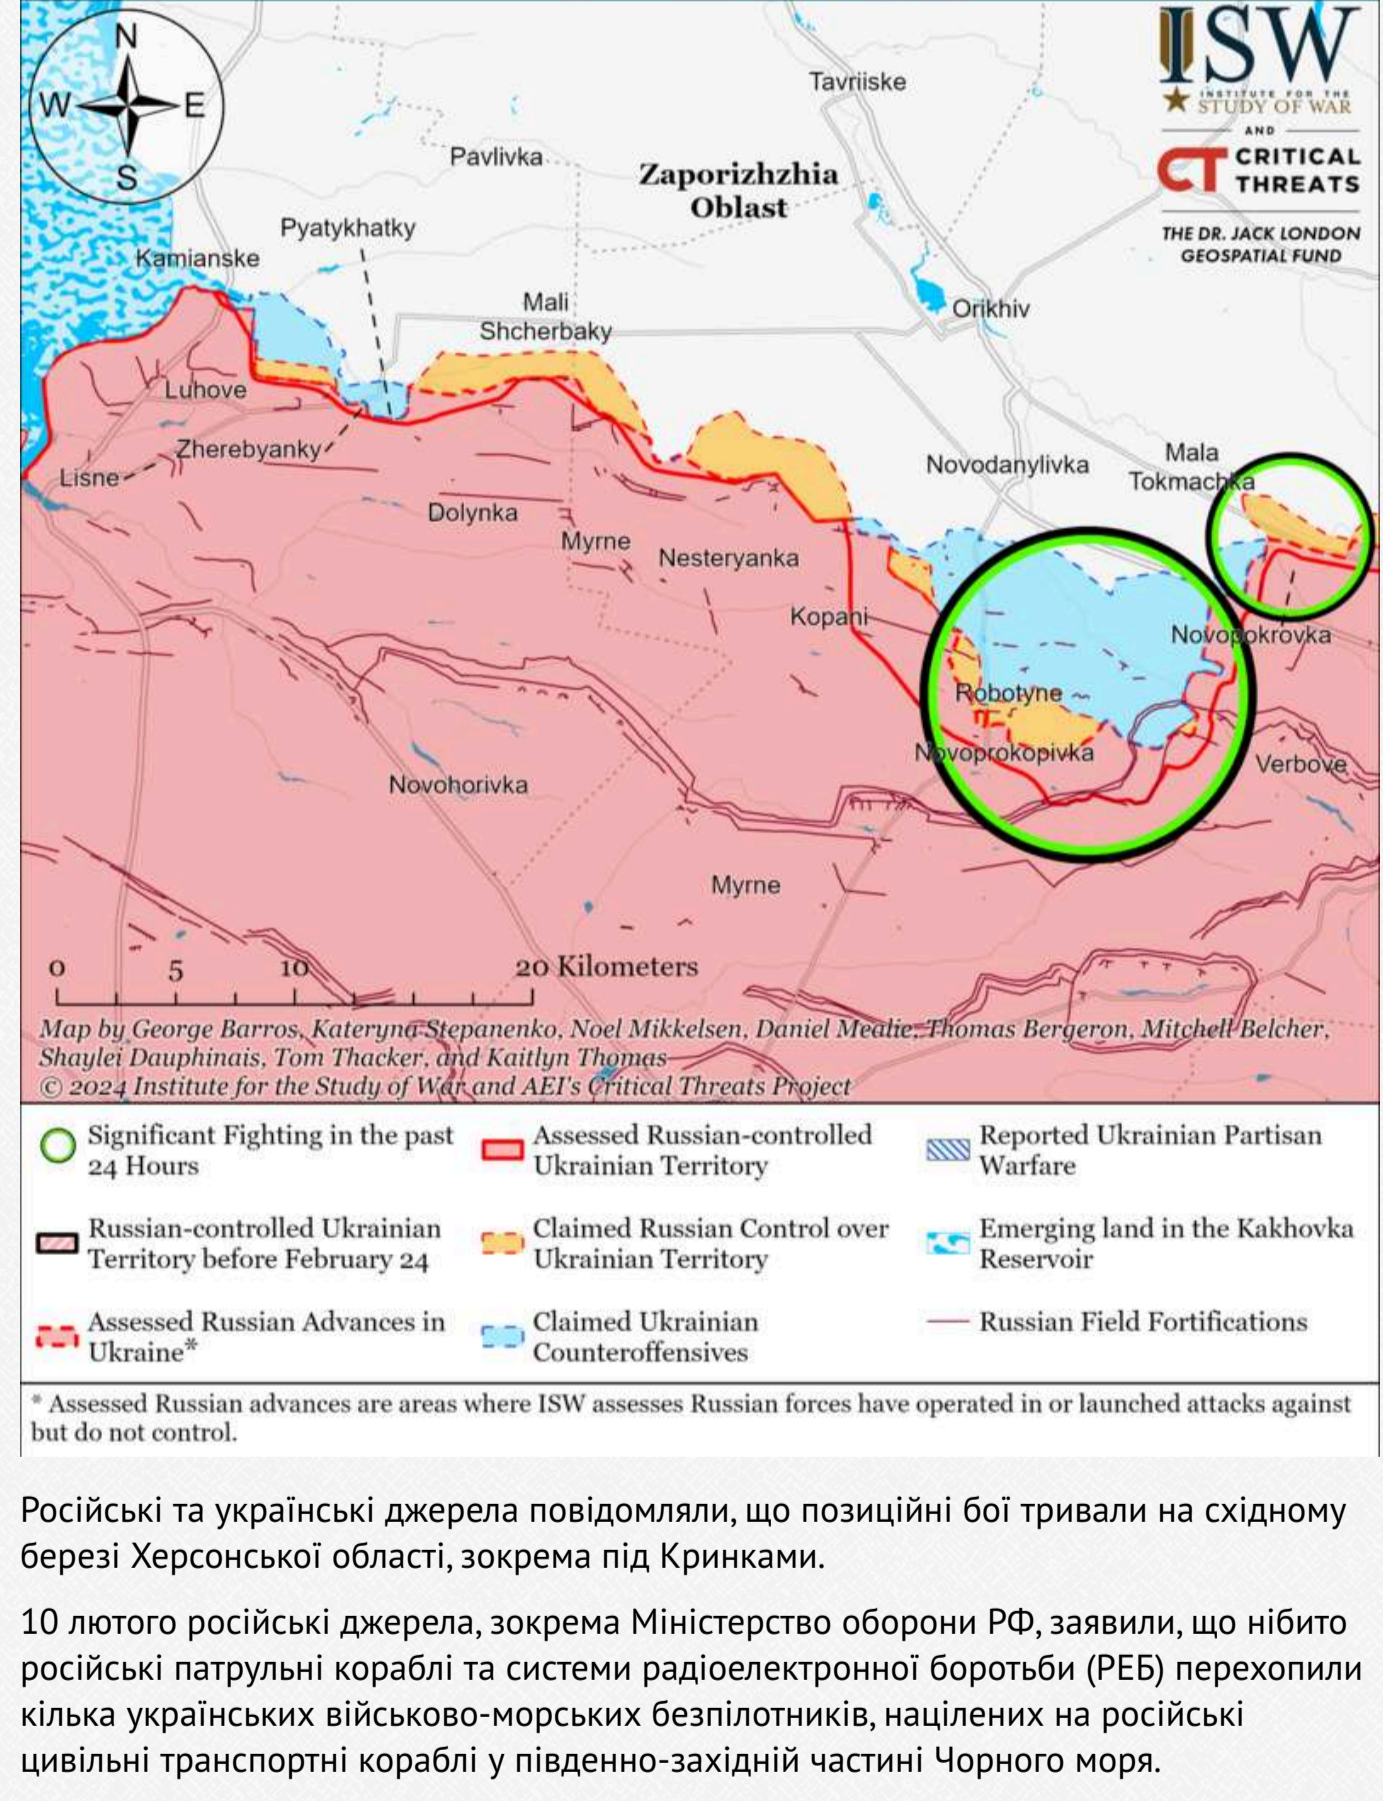 N
W
E
S
ISW
INSTITUTE FOR THE
STUDY OF WAR
AND
CT CRITICAL
THREATS
THE DR. JACK LONDON
GEOSPATIAL FUND
Tavriiske
Pavlivka
Zaporizhzhia
Oblast
Pyatykhatky
Kamianske
Mali
Shcherbaky
Orikhiv
Luhove
Zherebyanky
Lisne
Novodanylivka
Mala
Tokmachka
Dolynka
Myrne
Nesteryanka
Kopani
Novopokrovka
Robotyne
Novoprokopivka
Verbove
Novohorivka
Myrne
0 5 10 20 Kilometers
Map by George Barros, Kateryna Stepanenko, Noel Mikkelsen, Daniel Mealie, Thomas Bergeron, Mitchell Belcher,
Shaylei Dauphinais, Tom Thacker, and Kaitlyn Thomas
© 2024 Institute for the Study of War and AEI's Critical Threats Project
Significant Fighting in the past
24 Hours
Russian-controlled Ukrainian
Territory before February 24
Assessed Russian Advances in
Ukraine*
Assessed Russian-controlled
Ukrainian Territory
Claimed Russian Control over
Ukrainian Territory
Claimed Ukrainian
Counteroffensives
Reported Ukrainian Partisan
Warfare
Emerging land in the Kakhovka
Reservoir
Russian Field Fortifications
* Assessed Russian advances are areas where ISW assesses Russian forces have operated in or launched attacks against
but do not control.
Російські та українські джерела повідомляли, що позиційні бої тривали на східному
березі Херсонської області, зокрема під Кринками.
10 лютого російські джерела, зокрема Міністерство оборони РФ, заявили, що нібито
російські патрульні кораблі та системи радіоелектронної боротьби (РЕБ) перехопили
кілька українських військово-морських безпілотників, націлених на російські
цивільні транспортні кораблі у південно-західній частині Чорного моря.